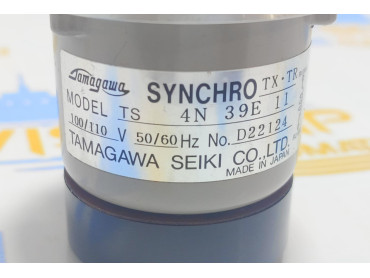 Tamagawa SYNCHRO TX-TR
MODEL TS 4N 39E 11
100/110 V 50/60 Hz No. D22124
TAMAGAWA SEIKI CO.,LTD.
MADE IN JAPAN